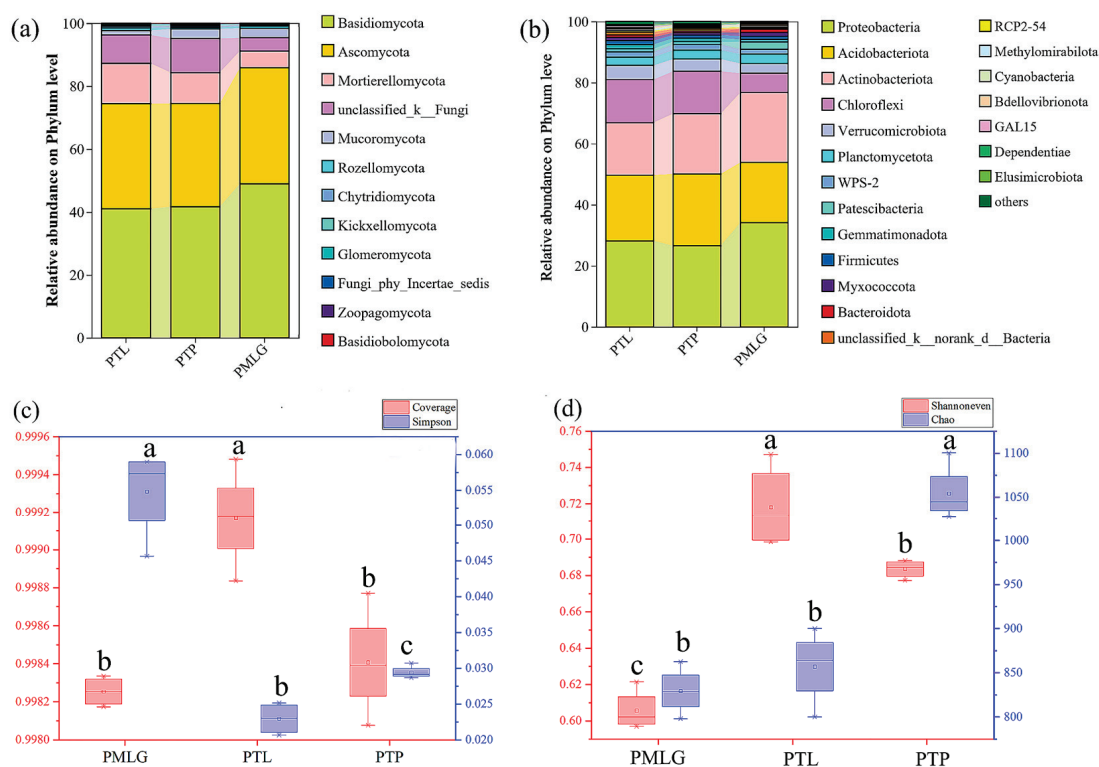 (a)
Relative abundance on Phylum level
100
80
60
40
20
0
PTL
PTP
PMLG
Basidiomycota
Ascomycota
Mortierellomycota
unclassified_k__Fungi
Mucoromycota
Rozellomycota
Chytridiomycota
Kickxellomycota
Glomeromycota
Fungi_phy_Incertae_sedis
Zoopagomycota
Basidiobolomycota
(b)
Relative abundance on Phylum leve
100
80
60
40
20
0
PTL
PTP
PMLG
Proteobacteria
Acidobacteriota
Actinobacteriota
Chloroflexi
Verrucomicrobiota
Planctomycetota
WPS-2
Patescibacteria
Gemmatimonadota
Firmicutes
Myxococcota
Bacteroidota
unclassified_k__norank_d__Bacteria
RCP2-54
Methylomirabilota
Cyanobacteria
Bdellovibrionota
GAL15
Dependentiae
Elusimicrobiota
others
(c)
Coverage
Simpson
0.9996
0.9994
0.9992
0.9990
0.9988
0.9986
0.9984
0.9982
0.9980
0.060
0.055
0.050
0.045
0.040
0.035
0.030
0.025
0.020
b
a
a
b
b
c
PMLG
PTL
PTP
(d)
Shannoneven
Chao
0.76
0.74
0.72
0.70
0.68
0.66
0.64
0.62
0.60
1100
1050
1000
950
900
850
800
c
b
a
b
b
a
PMLG
PTL
PTP